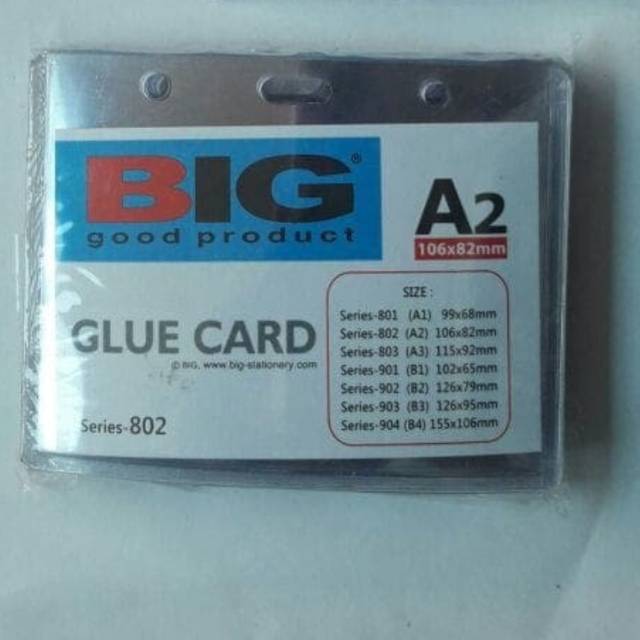 BIG®
good product
A2
106x82mm
GLUE CARD
© BIG, www.big-stationery.com
Series-802
SIZE :
Series-801 (A1) 99x68mm
Series-802 (A2) 106x82mm
Series-803 (A3) 115x92mm
Series-901 (B1) 102x65mm
Series-902 (B2) 126x79mm
Series-903 (B3) 126x95mm
Series-904 (B4) 155x106mm